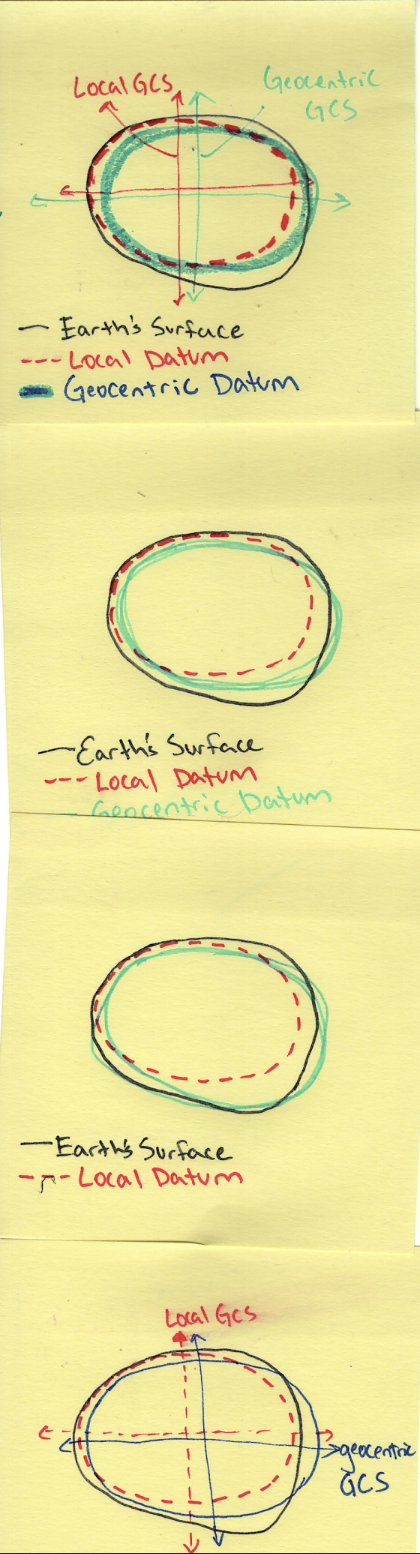 Local GCS
Geocentric
GCS
Earth's Surface
Local Datum
Geocentric Datum
Earth's Surface
Local Datum
Geocentric Datum
Earth's Surface
Local Datum
Local GCS
geocentric
GCS